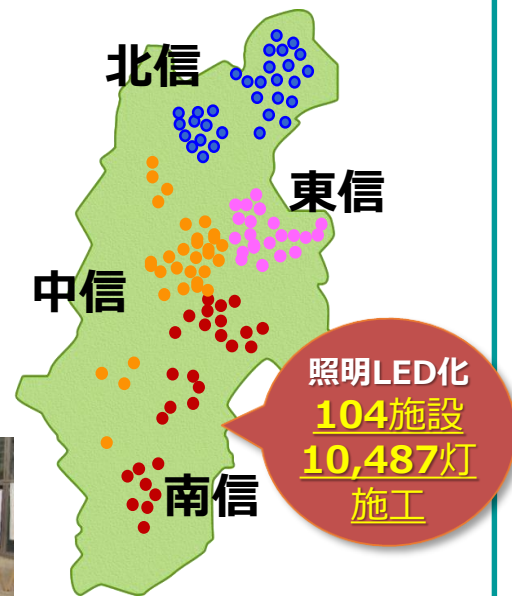 北信
東信
中信
照明LED化
104施設
10,487灯
施工
南信